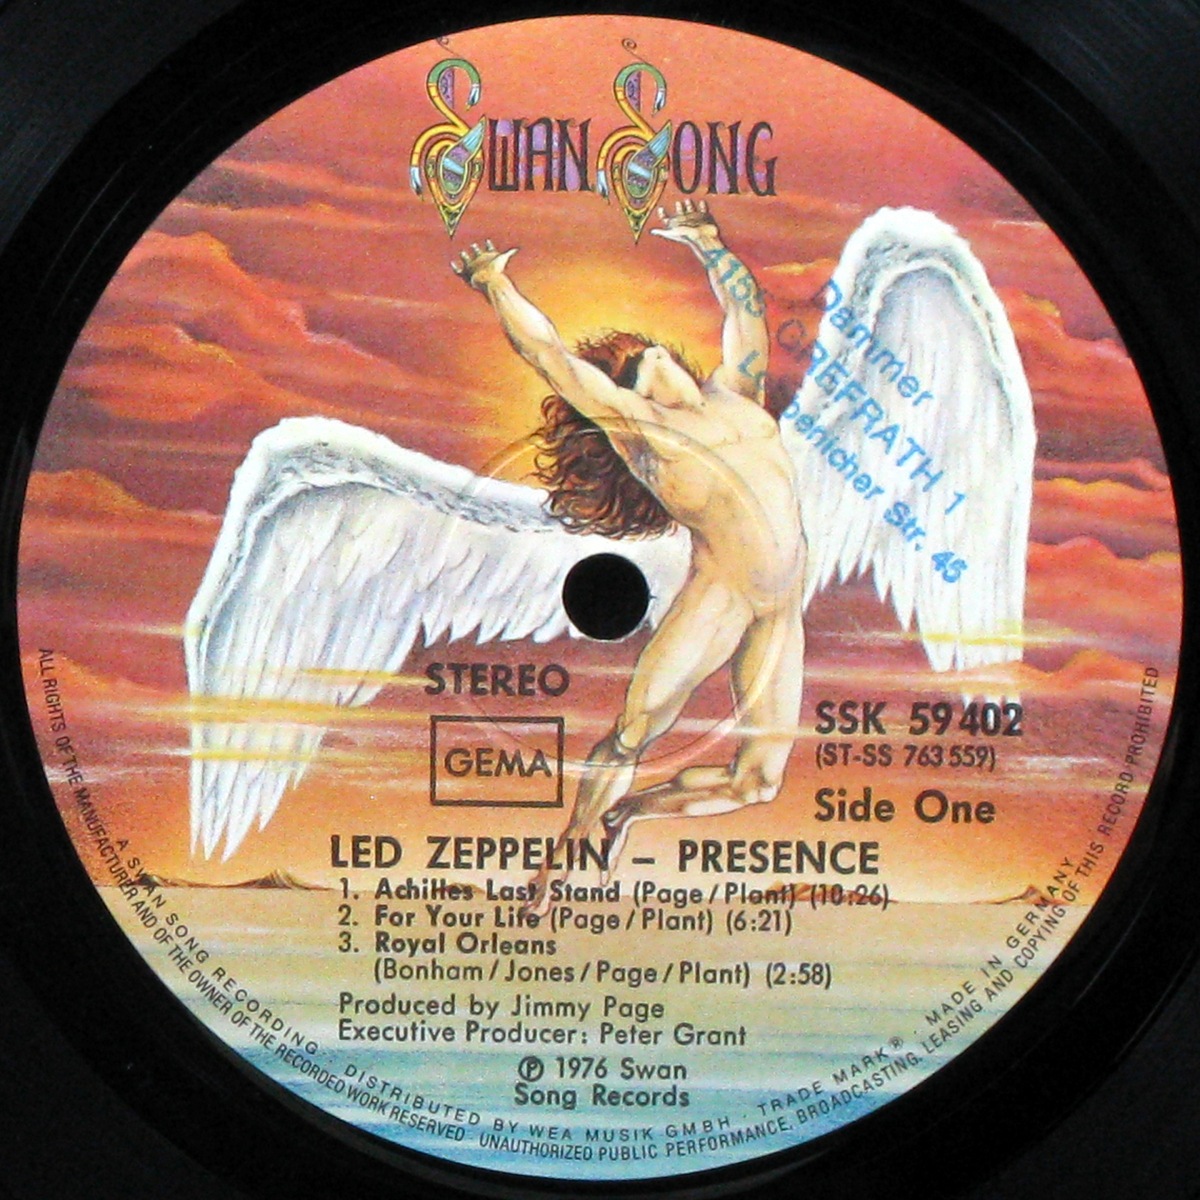 SWAN SONG
Dammer
4155 GREFRATH 1
Str. 45
STEREO
GEMA
SSK 59 402
(ST-SS 763 559)
Side One
LED ZEPPELIN – PRESENCE
1. Achilles Last Stand (Page/Plant) (10:26)
2. For Your Life (Page/Plant) (6:21)
3. Royal Orleans
(Bonham/Jones/Page/Plant) (2:58)
Produced by Jimmy Page
Executive Producer: Peter Grant
℗ 1976 Swan
Song Records
A SWAN SONG RECORDING · DISTRIBUTED BY WEA MUSIK GMBH · TRADE MARK® MADE IN GERMANY
ALL RIGHTS OF THE MANUFACTURER AND OF THE OWNER OF THE RECORDED WORK RESERVED · UNAUTHORIZED PUBLIC PERFORMANCE, BROADCASTING, LEASING AND COPYING OF THIS RECORD PROHIBITED